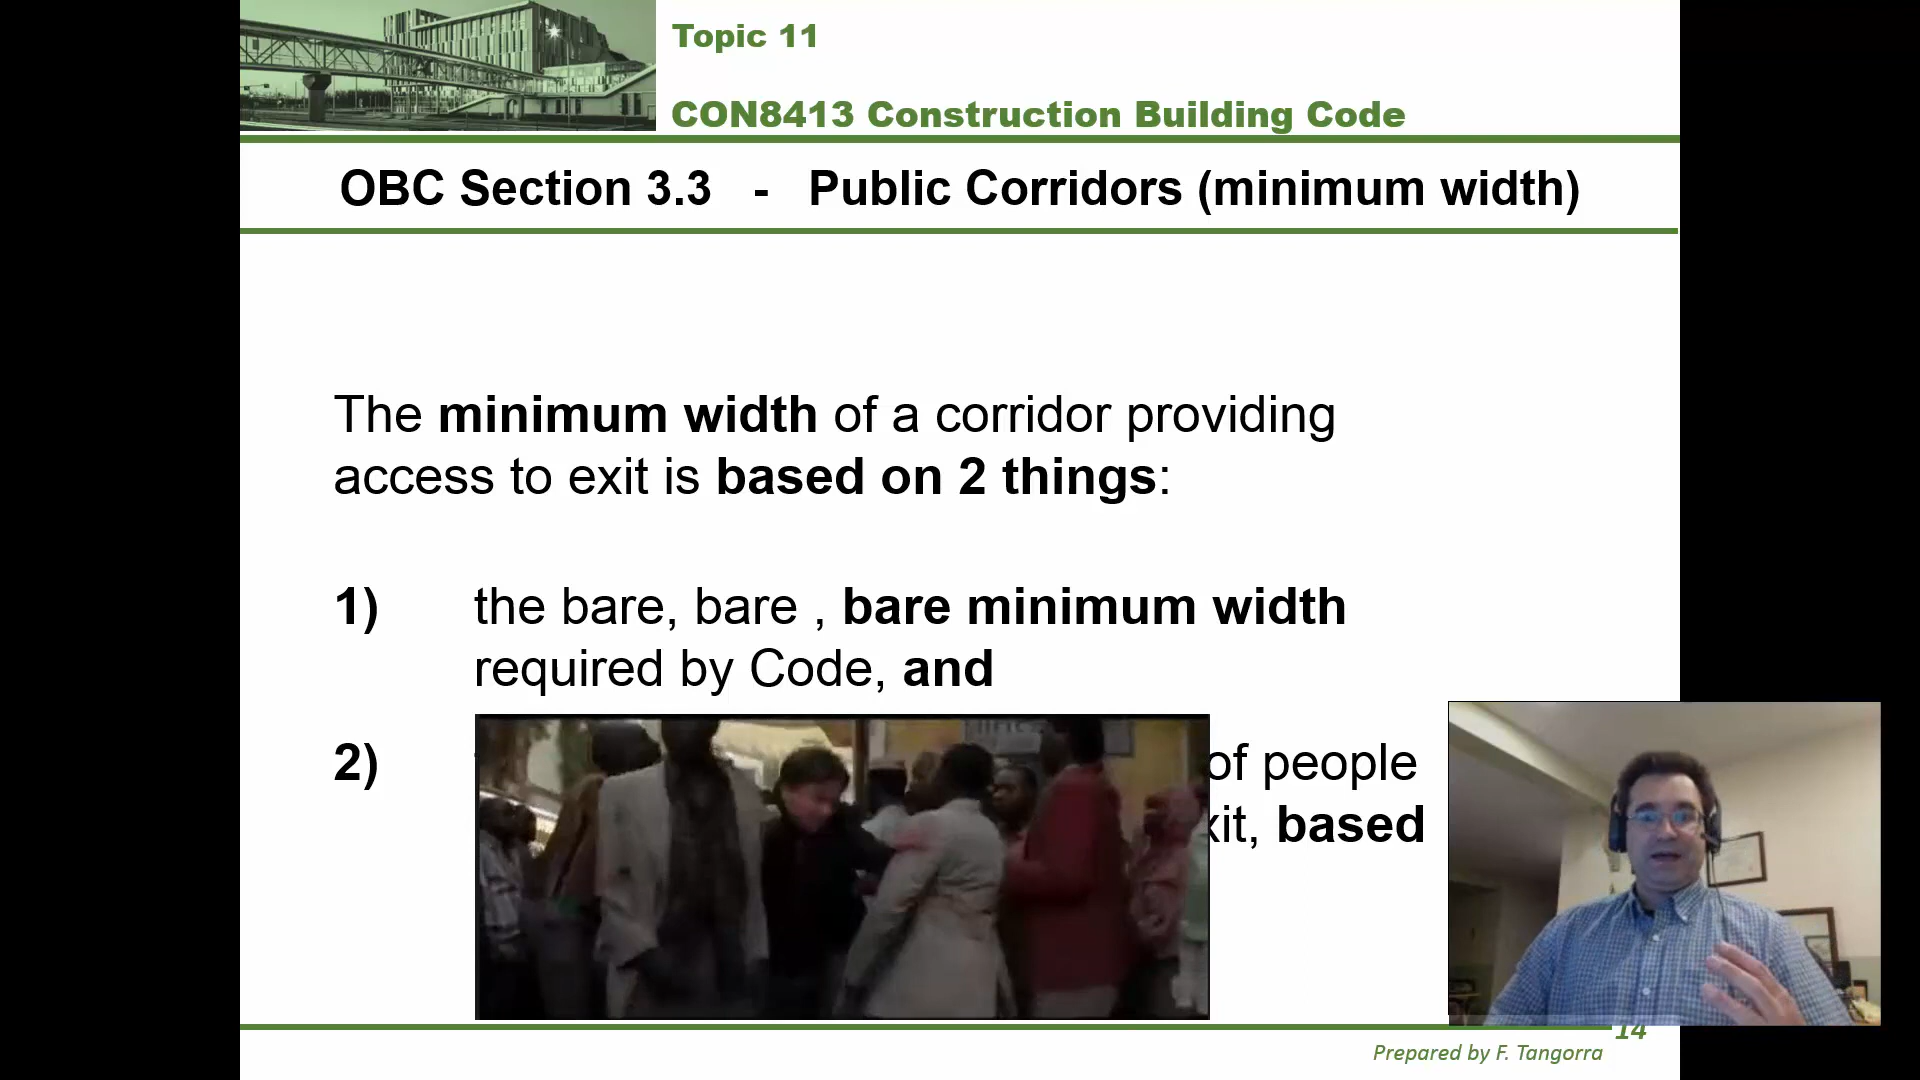 Topic 11
CON8413 Construction Building Code
OBC Section 3.3 - Public Corridors (minimum width)
The minimum width of a corridor providing
access to exit is based on 2 things:
1) the bare, bare , bare minimum width
required by Code, and
2) of people
based
14
Prepared by F. Tangorra